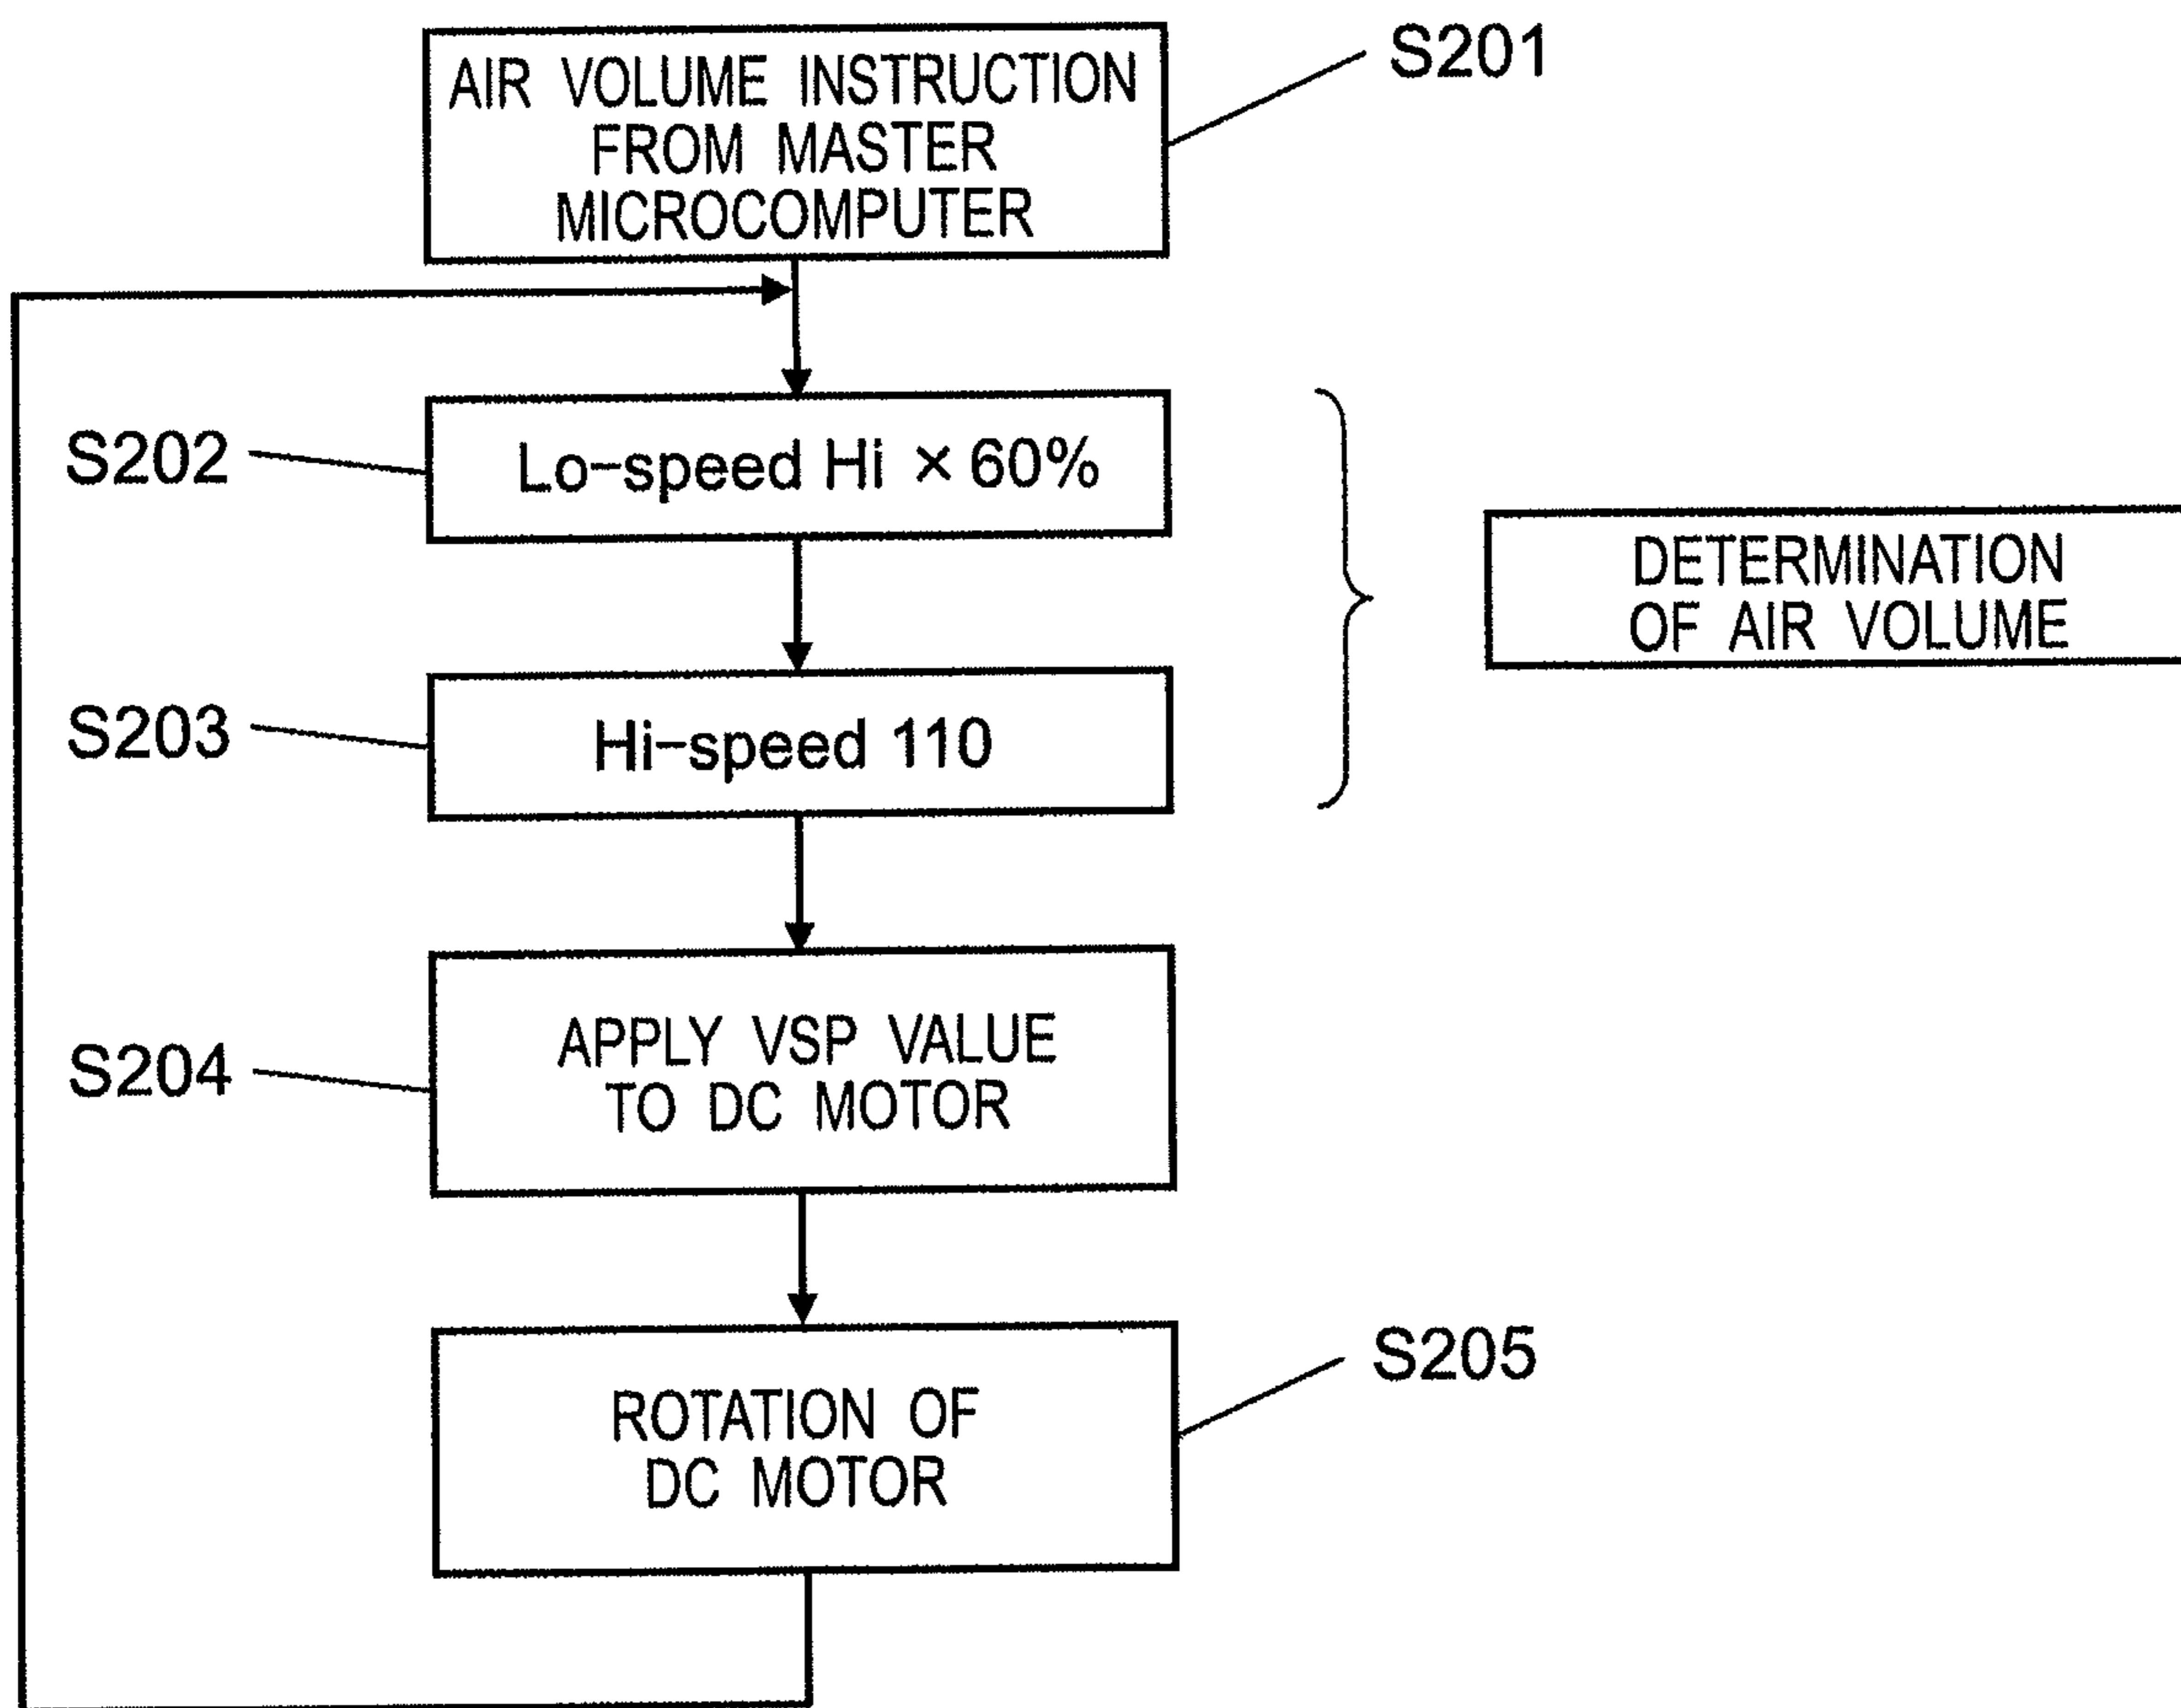 AIR VOLUME INSTRUCTION
FROM MASTER
MICROCOMPUTER
S201
S202
Lo-speed Hi × 60%
DETERMINATION
OF AIR VOLUME
S203
Hi-speed 110
S204
APPLY VSP VALUE
TO DC MOTOR
S205
ROTATION OF
DC MOTOR